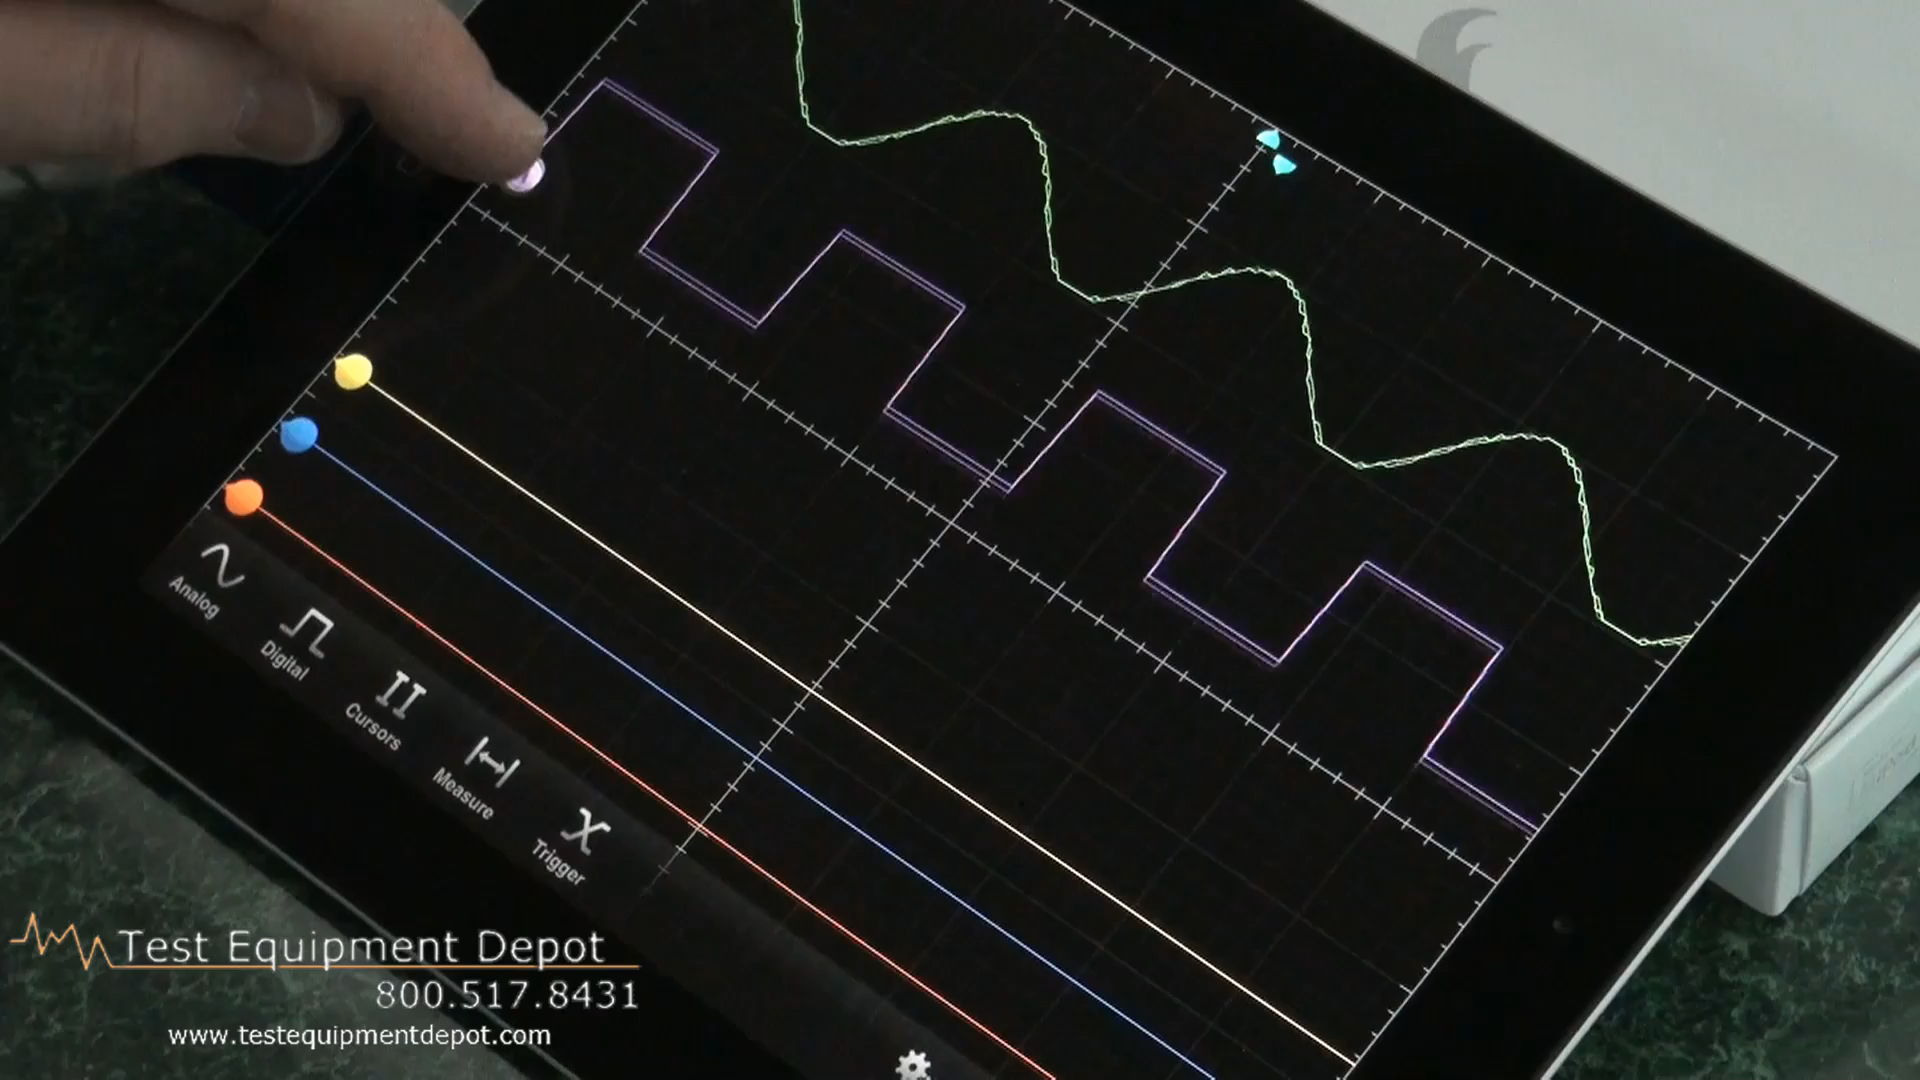 Analog
Digital
Cursors
Measure
Trigger
Test Equipment Depot
800.517.8431
www.testequipmentdepot.com